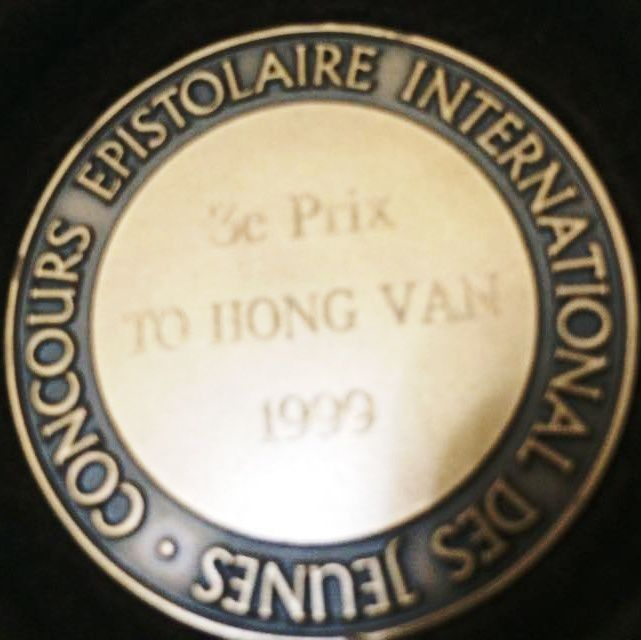 CONCOURS EPISTOLAIRE INTERNATIONAL DES JEUNES •
3e Prix
TO HONG VAN
1999